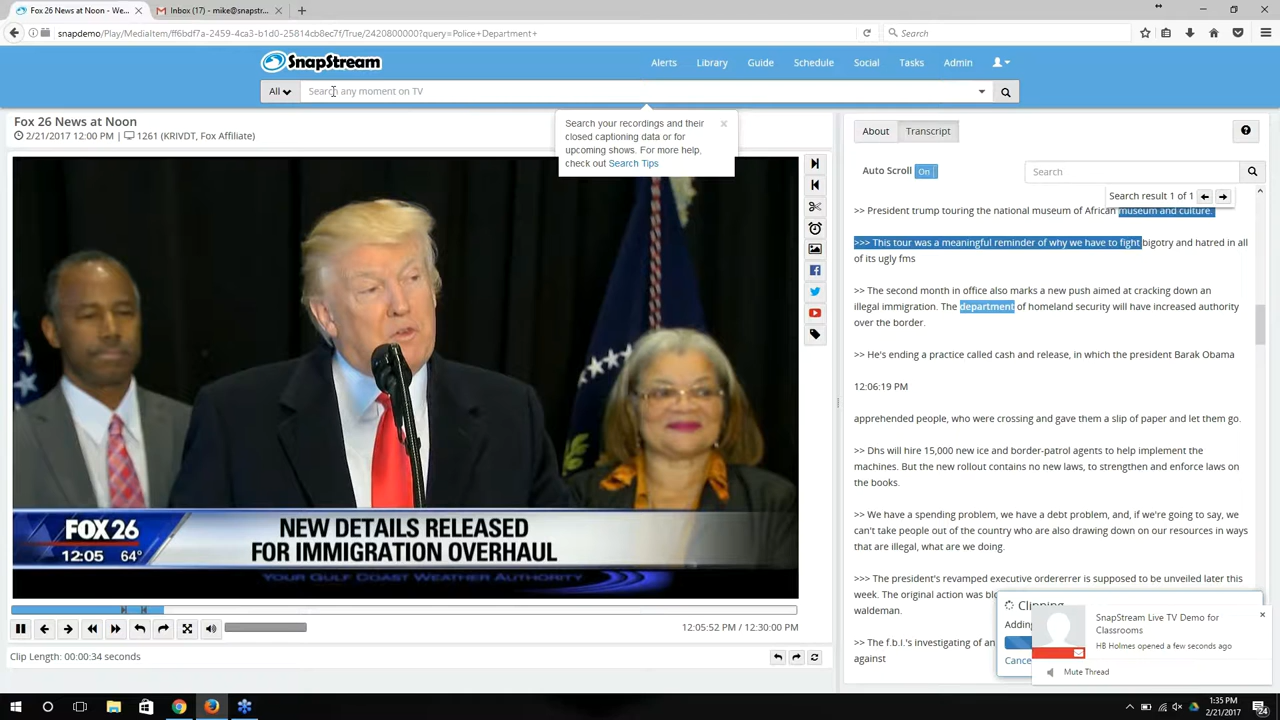 Fox 26 News at Noon - We...
Inbox (17) - mike@snapstr...
snapdemo/Play/MediaItem/ff6bdf7a-2459-4ca3-b1d0-25814cb8ec7f/True/2420800000?query=Police+Department+
Search
SnapStream
Alerts
Library
Guide
Schedule
Social
Tasks
Admin
All
Search any moment on TV
Search your recordings and their
closed captioning data or for
upcoming shows. For more help,
check out Search Tips
Fox 26 News at Noon
2/21/2017 12:00 PM | 1261 (KRIVDT, Fox Affiliate)
FOX 26
12:05 64°
NEW DETAILS RELEASED
FOR IMMIGRATION OVERHAUL
YOUR GULF COAST WEATHER AUTHORITY
12:05:52 PM / 12:30:00 PM
Clip Length: 00:00:34 seconds
About
Transcript
Auto Scroll On
Search
Search result 1 of 1
>> President trump touring the national museum of African museum and culture.
>>> This tour was a meaningful reminder of why we have to fight bigotry and hatred in all
of its ugly fms
>> The second month in office also marks a new push aimed at cracking down an
illegal immigration. The department of homeland security will have increased authority
over the border.
>> He's ending a practice called cash and release, in which the president Barak Obama
12:06:19 PM
apprehended people, who were crossing and gave them a slip of paper and let them go.
>> Dhs will hire 15,000 new ice and border-patrol agents to help implement the
machines. But the new rollout contains no new laws, to strengthen and enforce laws on
the books.
>> We have a spending problem, we have a debt problem, and, if we're going to say, we
can't take people out of the country who are also drawing down on our resources in ways
that are illegal, what are we doing.
>>> The president's revamped executive ordererrer is supposed to be unveiled later this
week. The original action was blo
waldeman.
>> The f.b.i.'s investigating of an
against
Clipping
Adding
Cance
SnapStream Live TV Demo for
Classrooms
HB Holmes opened a few seconds ago
Mute Thread
1:35 PM
2/21/2017
24